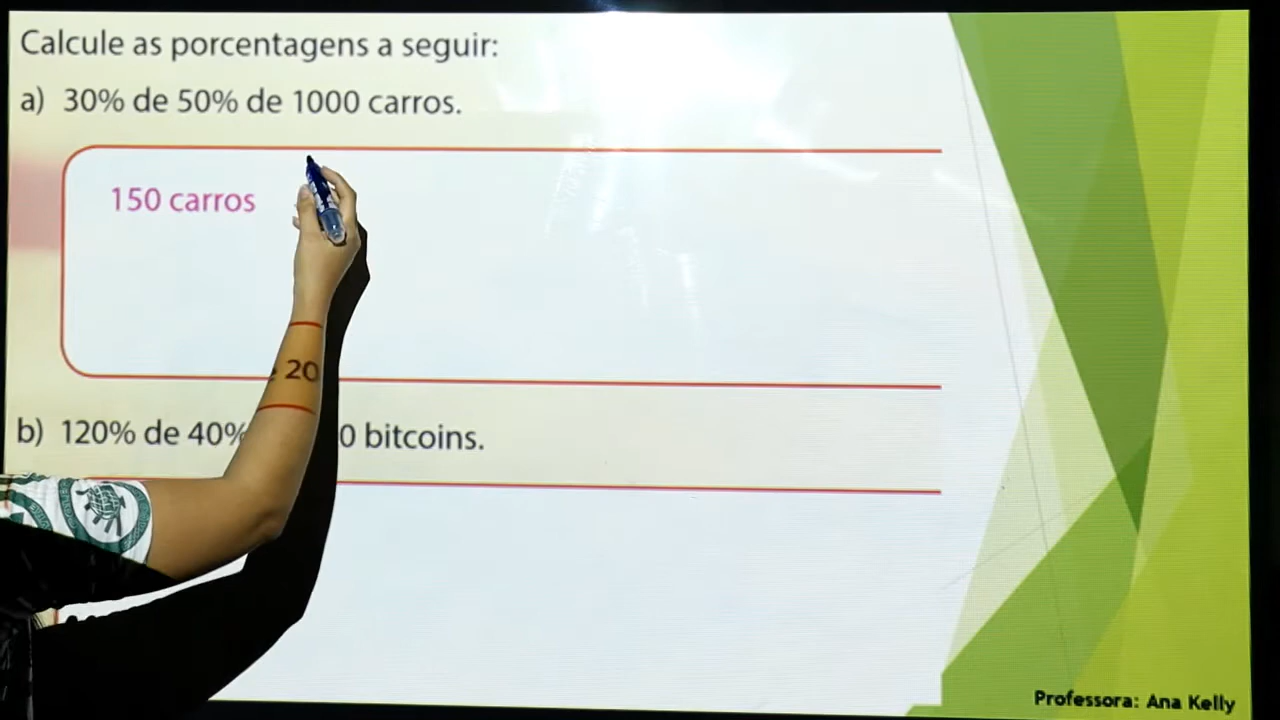 Calcule as porcentagens a seguir:
a) 30% de 50% de 1000 carros.
150 carros
20
b) 120% de 40% 0 bitcoins.
Professora: Ana Kelly